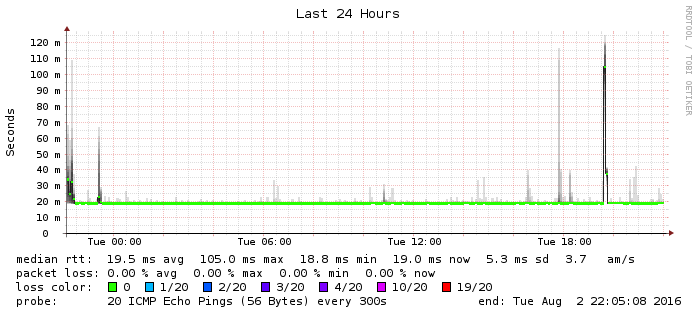 Last 24 Hours
RRDTOOL / TOBI OETIKER
Seconds
120 m
110 m
100 m
90 m
80 m
70 m
60 m
50 m
40 m
30 m
20 m
10 m
0
Tue 00:00 Tue 06:00 Tue 12:00 Tue 18:00
median rtt: 19.5 ms avg 105.0 ms max 18.8 ms min 19.0 ms now 5.3 ms sd 3.7 am/s
packet loss: 0.00 % avg 0.00 % max 0.00 % min 0.00 % now
loss color: 0 1/20 2/20 3/20 4/20 10/20 19/20
probe: 20 ICMP Echo Pings (56 Bytes) every 300s end: Tue Aug 2 22:05:08 2016